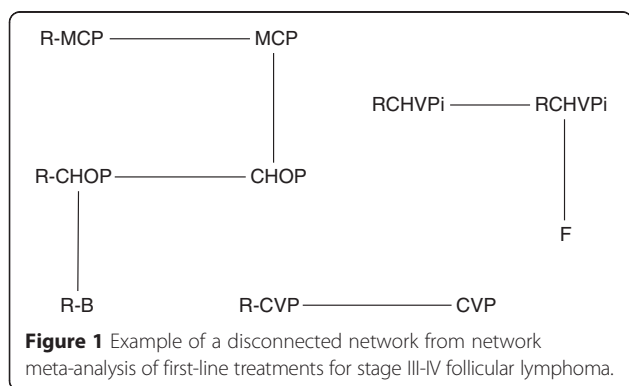 R-MCP MCP
RCHVPi RCHVPi
R-CHOP CHOP
F
R-B R-CVP CVP
Figure 1 Example of a disconnected network from network
meta-analysis of first-line treatments for stage III-IV follicular lymphoma.